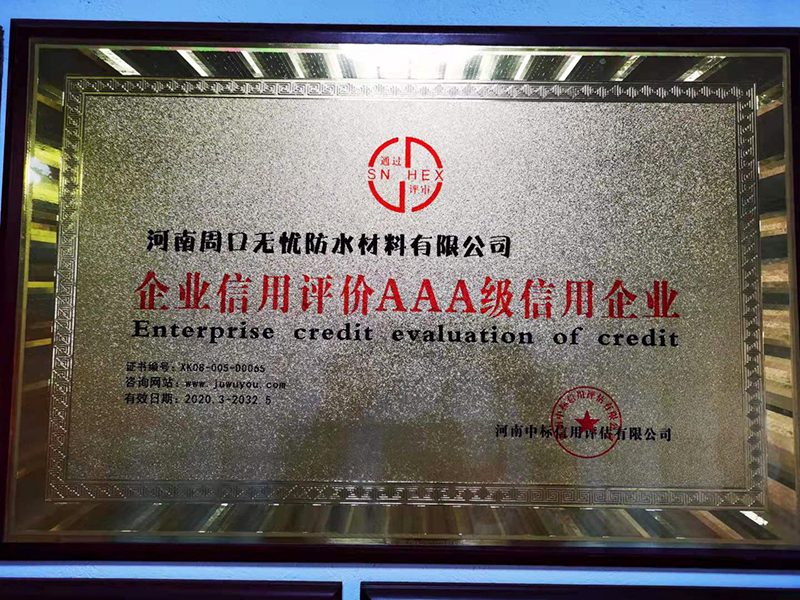 通过
SN HEX
评审
河南周口无忧防水材料有限公司
企业信用评价AAA级信用企业
Enterprise credit evaluation of credit
证书编号：XK08-005-D0065
咨询网站：www.juwuyou.com
有效日期：2020.3-2032.5
河南中标信用评估有限公司